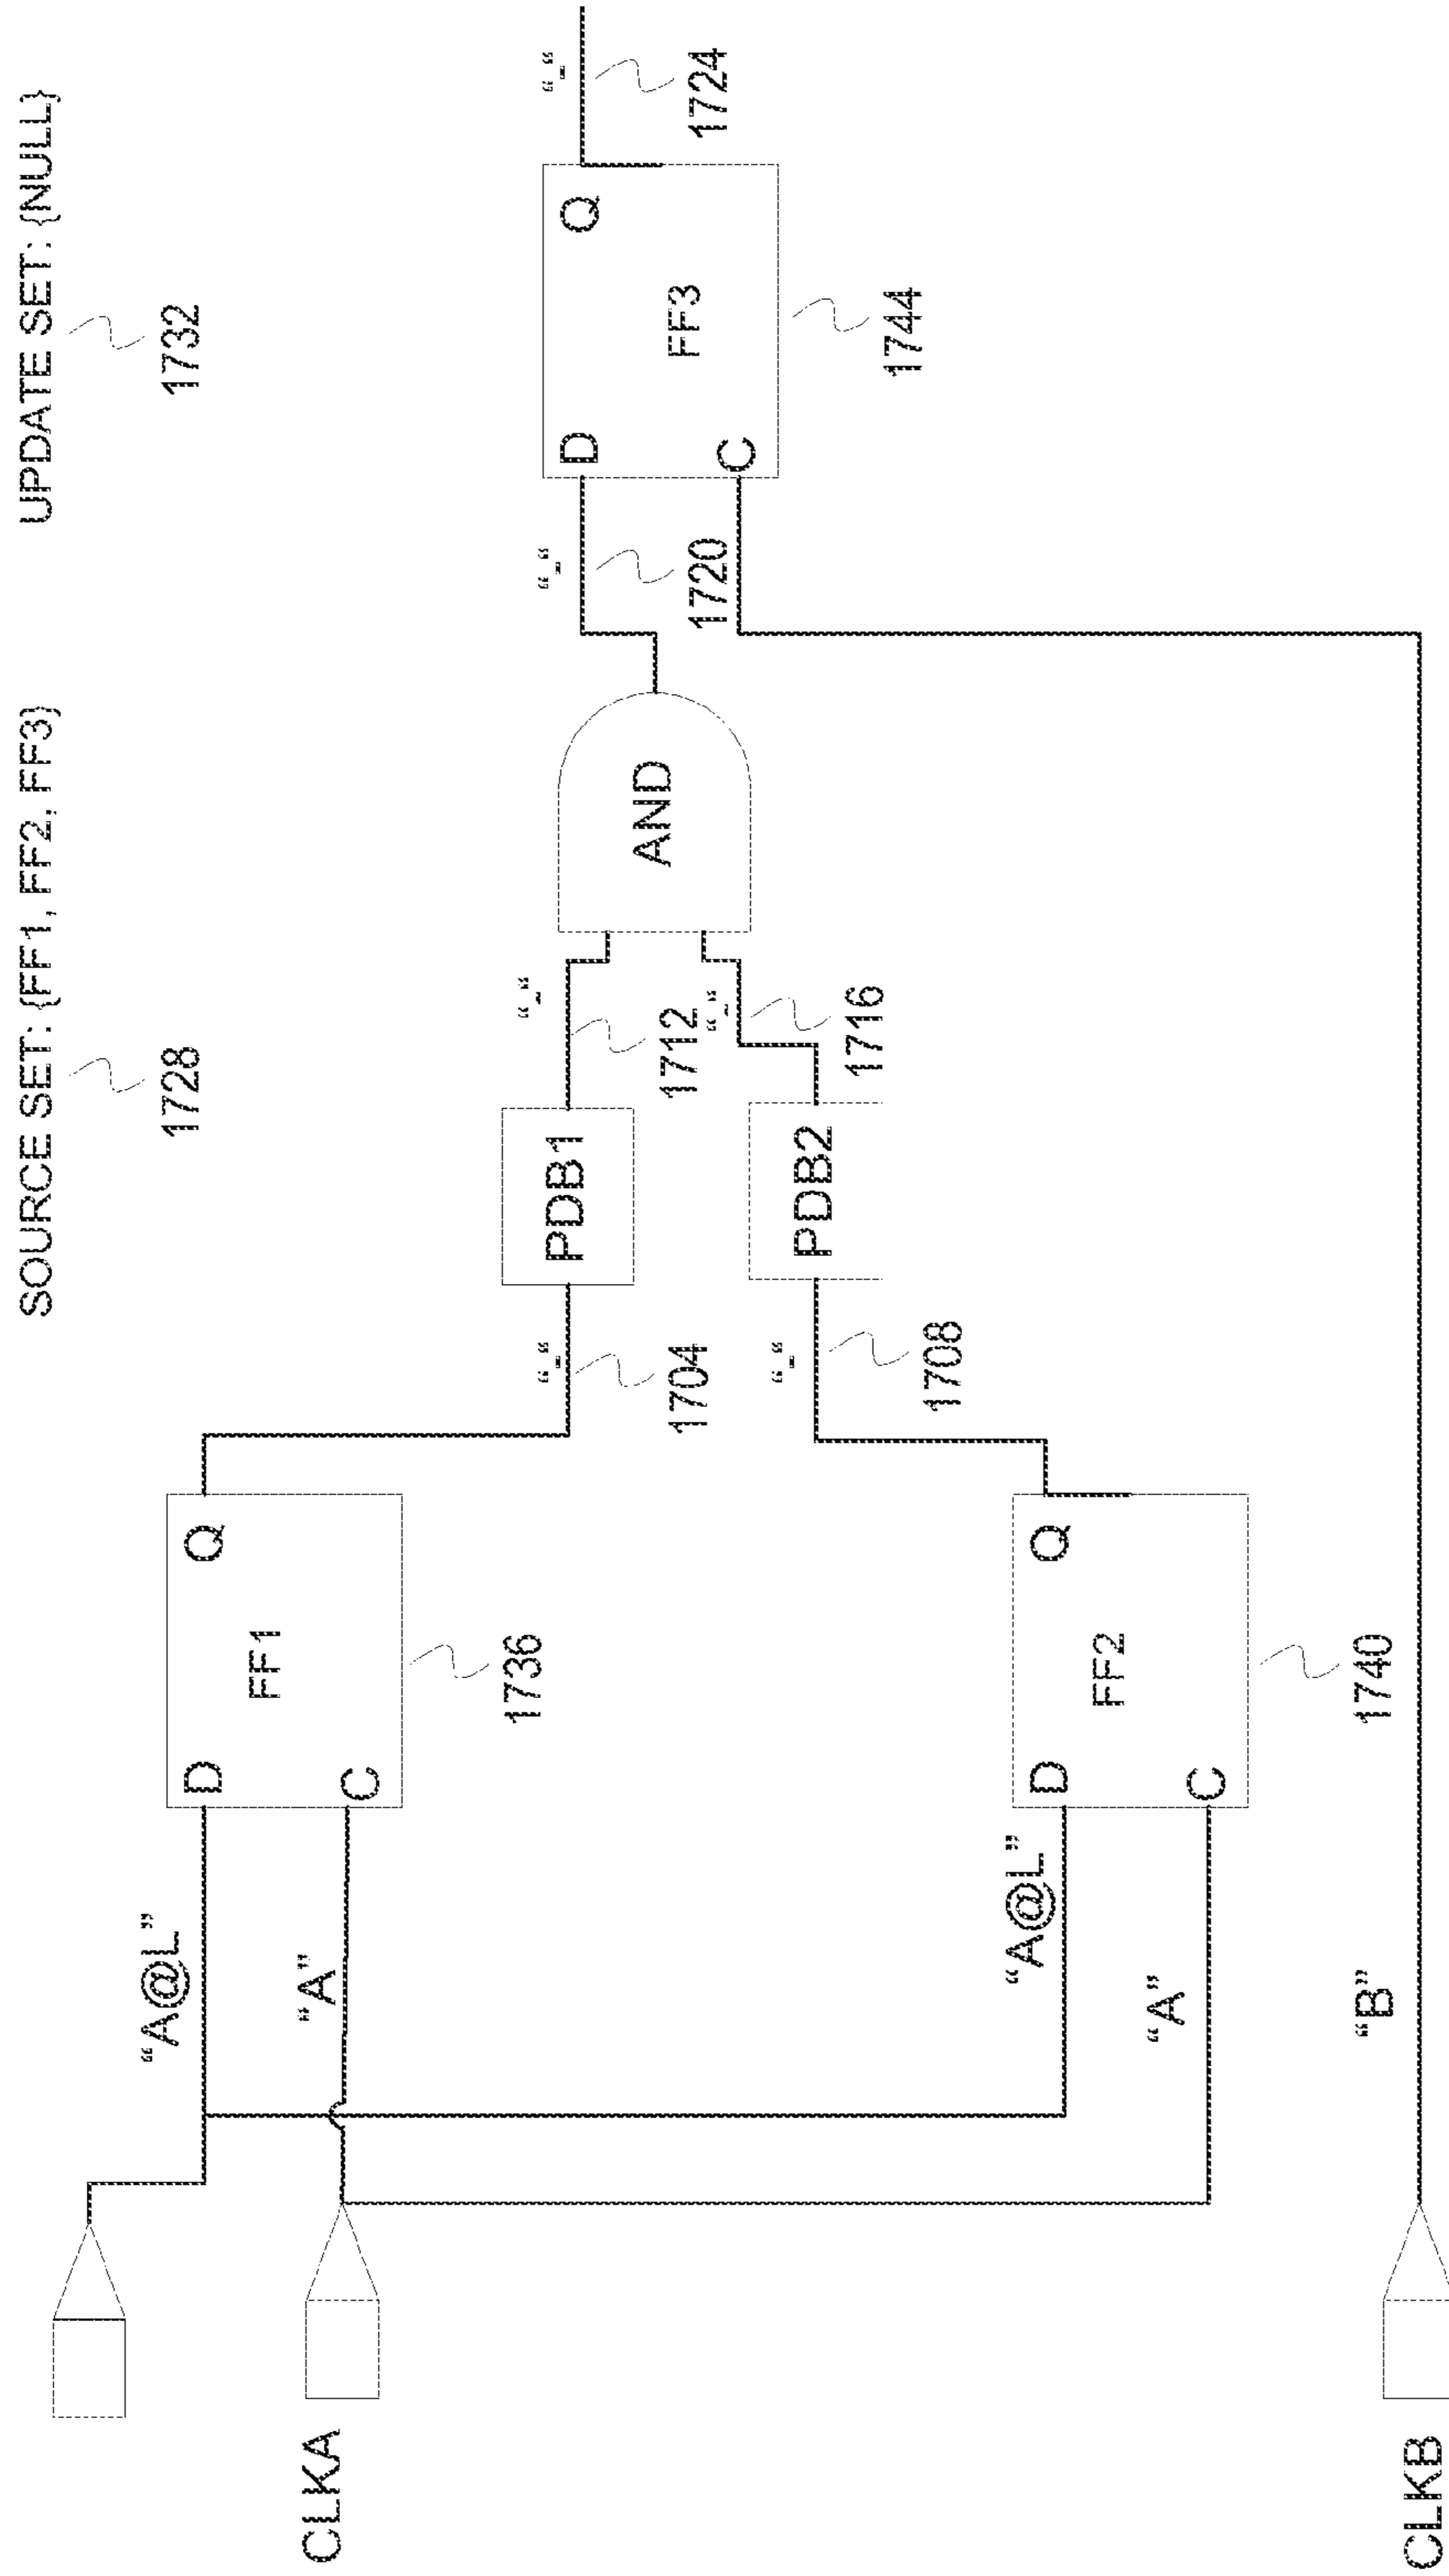 SOURCE SET: {FF1, FF2, FF3}
1728
UPDATE SET: {NULL}
1732
“A@L”
D
Q
FF1
C
1736
CLKA
“A”
“_”
1704
PDB1
“_”
1712
“_”
1708
PDB2
“_”
1716
AND
“_”
1720
D
Q
FF3
C
1744
“_”
1724
“A@L”
D
Q
FF2
C
“A”
1740
CLKB
“B”